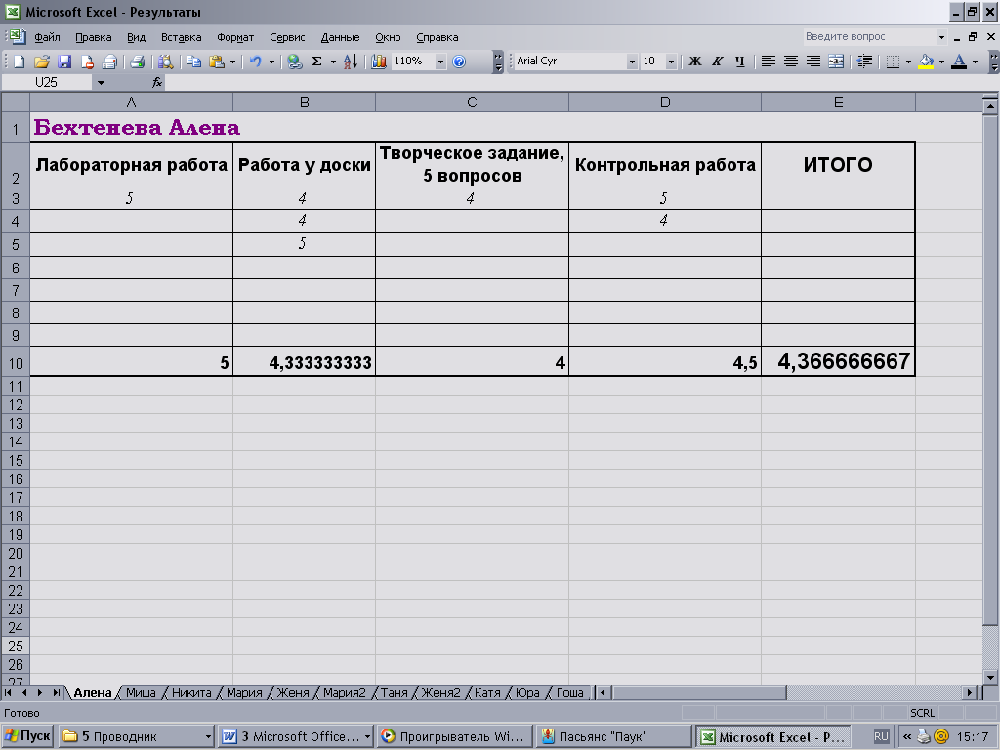 Microsoft Excel - Результаты
Файл Правка Вид Вставка Формат Сервис Данные Окно Справка Введите вопрос
110% Arial Cyr 10 Ж К Ч
U25 fx
A B C D E
1 Бехтенева Алена
2 Лабораторная работа Работа у доски Творческое задание, 5 вопросов Контрольная работа ИТОГО
3 5 4 4 5
4 4 4
5 5
6
7
8
9
10 5 4,333333333 4 4,5 4,366666667
11
12
13
14
15
16
17
18
19
20
21
22
23
24
25
26
27
Алена Миша Никита Мария Женя Мария2 Таня Женя2 Катя Юра Гоша
Готово SCRL
Пуск 5 Проводник 3 Microsoft Office... Проигрыватель Wi... Пасьянс "Паук" Microsoft Excel - Р... RU « 15:17